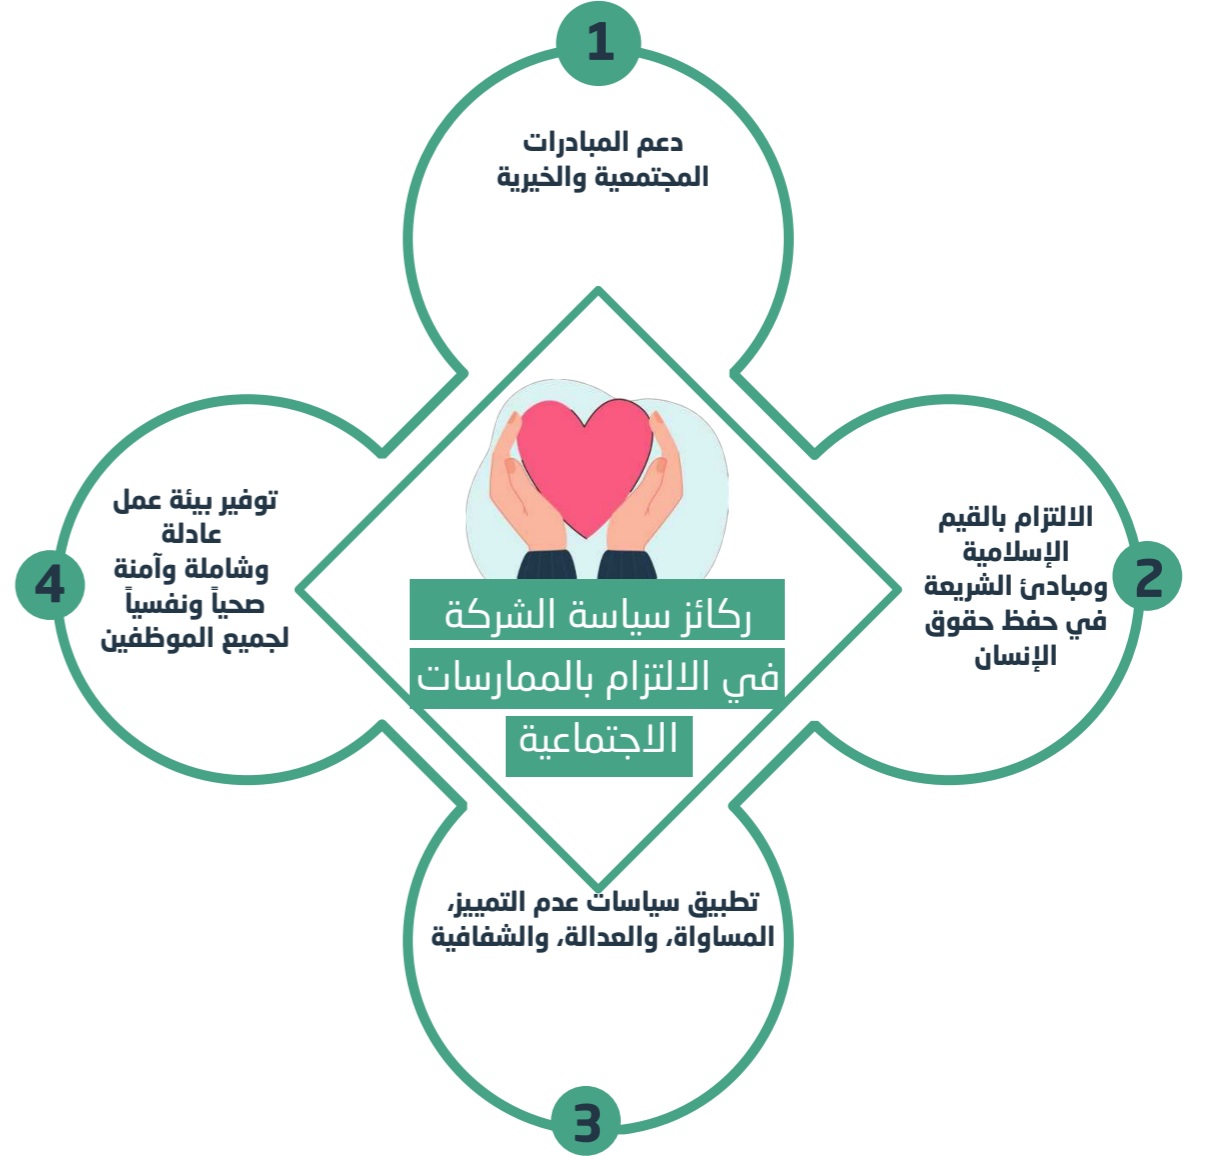 1
دعم المبادرات
المجتمعية والخيرية
2
الالتزام بالقيم
الإسلامية
ومبادئ الشريعة
في حفظ حقوق
الإنسان
ركائز سياسة الشركة
في الالتزام بالممارسات
الاجتماعية
4
توفير بيئة عمل
عادلة
وشاملة وآمنة
صحياً ونفسياً
لجميع الموظفين
تطبيق سياسات عدم التمييز،
المساواة، والعدالة، والشفافية
3